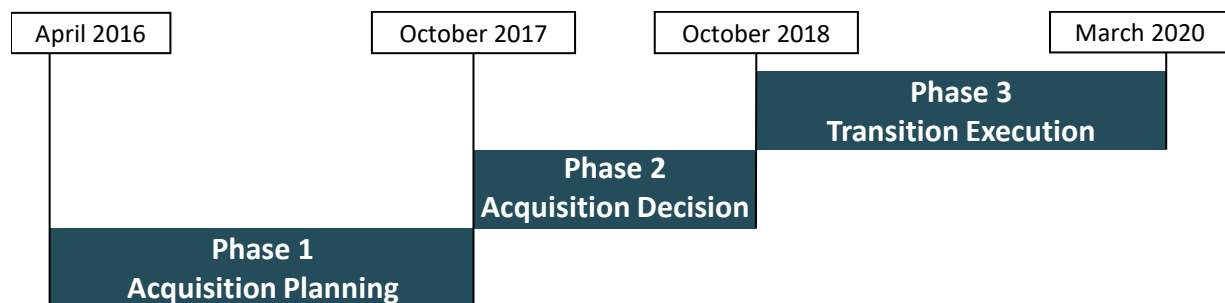 April 2016
October 2017
October 2018
March 2020
Phase 3
Transition Execution
Phase 2
Acquisition Decision
Phase 1
Acquisition Planning